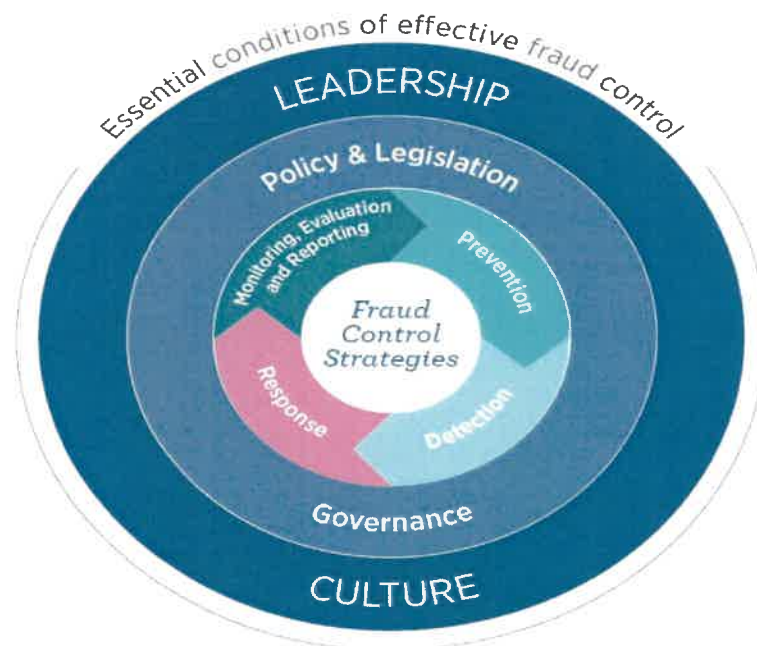 Essential conditions of effective fraud control
LEADERSHIP
Policy & Legislation
Monitoring, Evaluation
and Reporting
Prevention
Fraud
Control
Strategies
Response
Detection
Governance
CULTURE